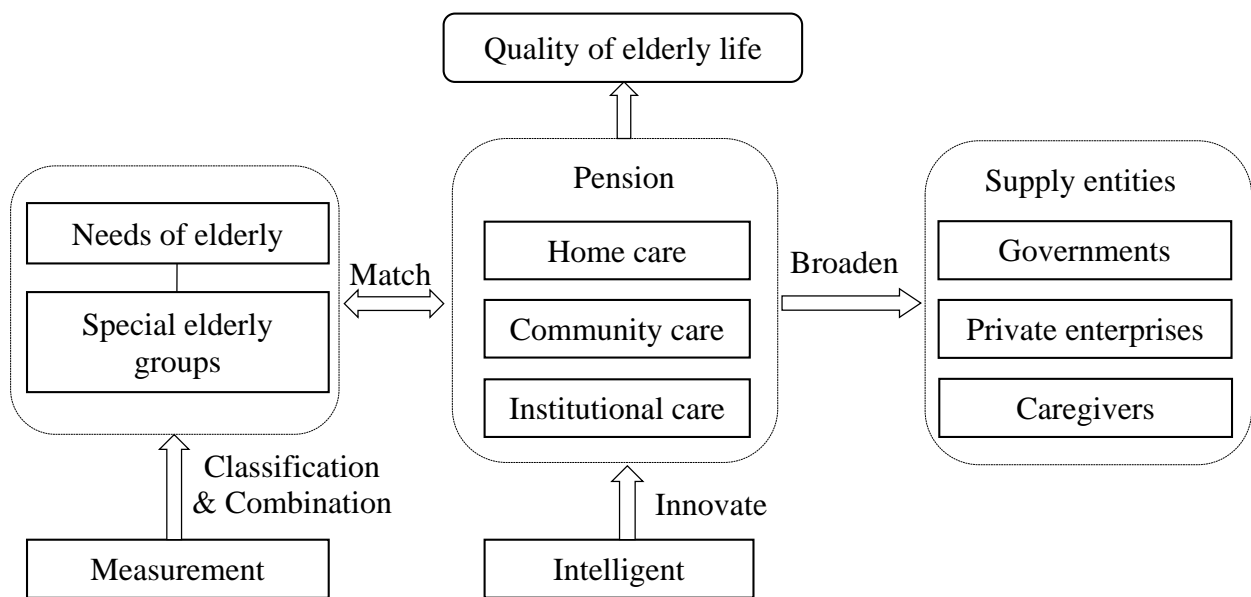 Quality of elderly life
Needs of elderly
Special elderly
groups
Match
Pension
Home care
Community care
Institutional care
Broaden
Supply entities
Governments
Private enterprises
Caregivers
Classification
& Combination
Measurement
Innovate
Intelligent